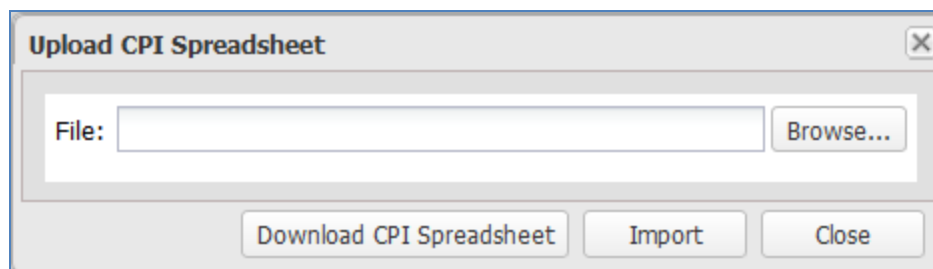 Upload CPI Spreadsheet
File: Browse...
Download CPI Spreadsheet Import Close